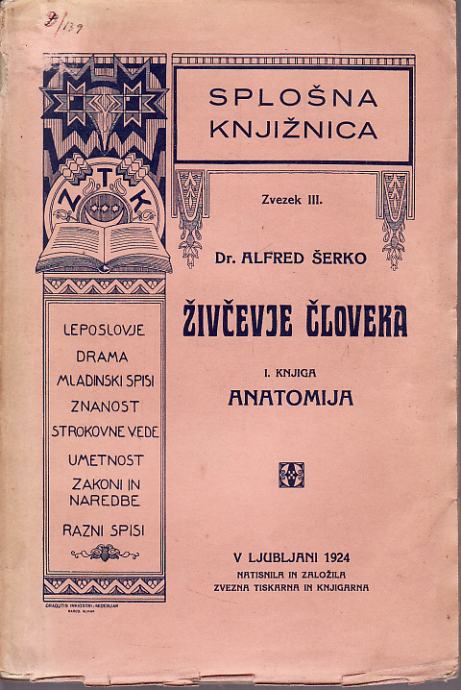 SPLOŠNA
KNJIŽNICA
ZTK
Zvezek III.
Dr. ALFRED ŠERKO
ŽIVČEVJE ČLOVEKA
I. KNJIGA
ANATOMIJA
LEPOSLOVJE
DRAMA
MLADINSKI SPISI
ZNANOST
STROKOVNE VEDE
UMETNOST
ZAKONI IN
NAREDBE
RAZNI SPISI
V LJUBLJANI 1924
NATISNILA IN ZALOŽILA
ZVEZNA TISKARNA IN KNJIGARNA